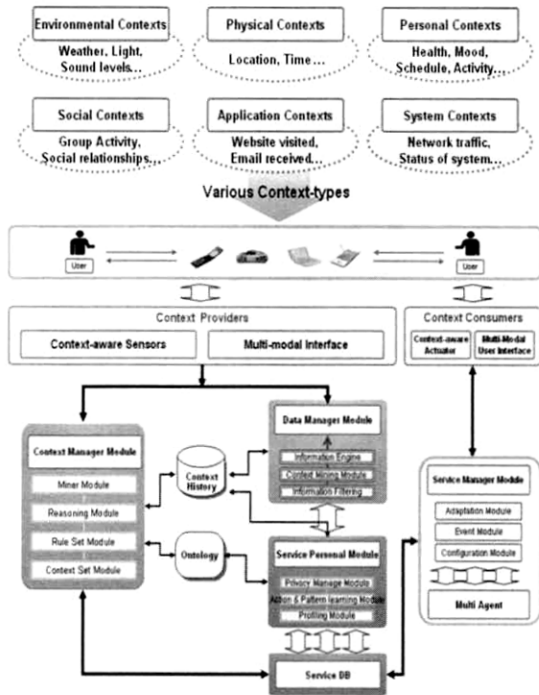 Environmental Contexts
Physical Contexts
Personal Contexts
Weather, Light,
Sound levels...
Location, Time ...
Health, Mood,
Schedule, Activity...
Social Contexts
Application Contexts
System Contexts
Group Activity,
Social relationships...
Website visited,
Email received...
Network traffic,
Status of system...
Various Context-types
User
User
Context Providers
Context Consumers
Context-aware Sensors
Multi-modal Interface
Context-aware
Actuater
Multi-Modal
User Interface
Data Manager Module
Information Engine
Context Mining Module
Information Filtering
Context Manager Module
Miner Module
Reasoning Module
Rule Set Module
Context Set Module
Context
History
Ontology
Service Manager Module
Adaptation Module
Event Module
Configuration Module
Multi Agent
Service Personal Module
Privacy Manage Module
Action & Pattern learning Module
Profiling Module
Service DB